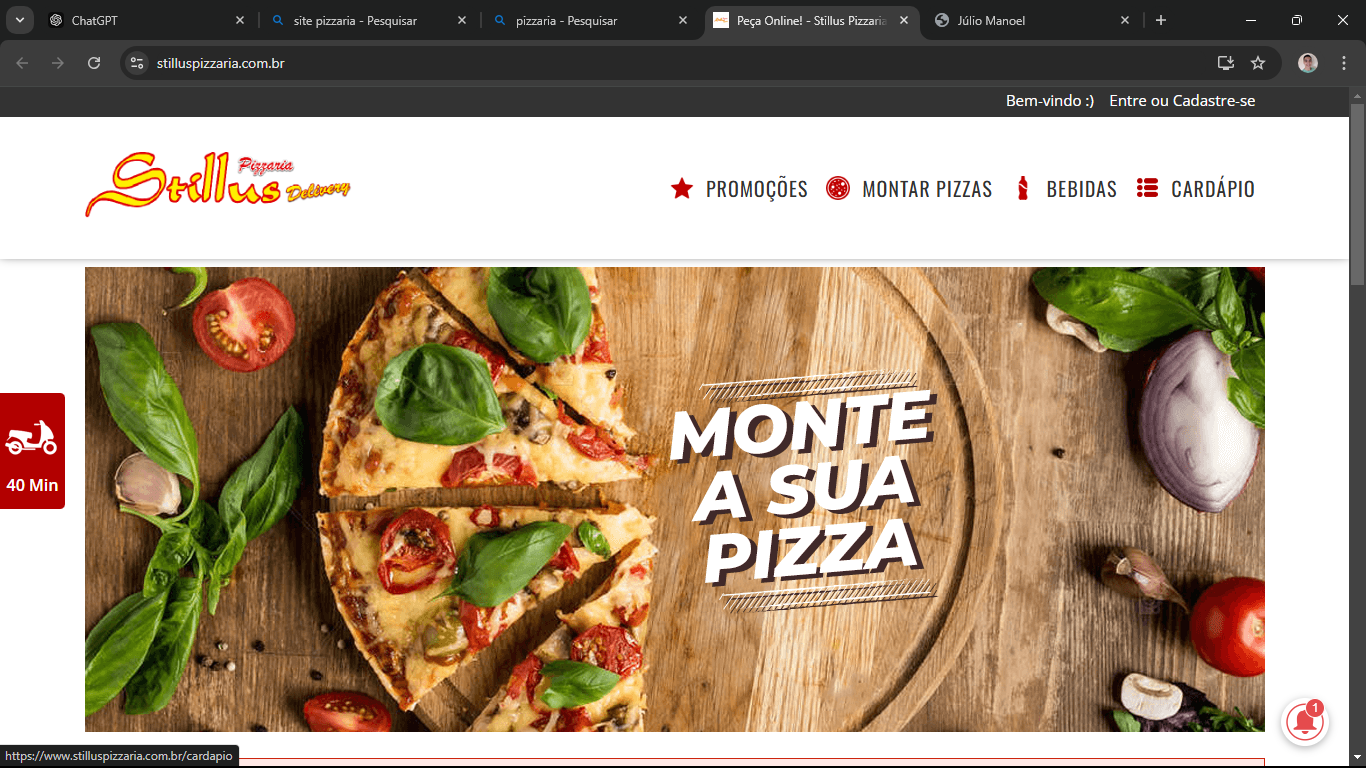 ChatGPT
site pizzaria - Pesquisar
pizzaria - Pesquisar
Peça Online! - Stillus Pizzaria
Júlio Manoel
stilluspizzaria.com.br
Bem-vindo :) Entre ou Cadastre-se
Stillus Pizzaria Delivery
PROMOÇÕES MONTAR PIZZAS BEBIDAS CARDÁPIO
MONTE
A SUA
PIZZA
40 Min
1
https://www.stilluspizzaria.com.br/cardapio